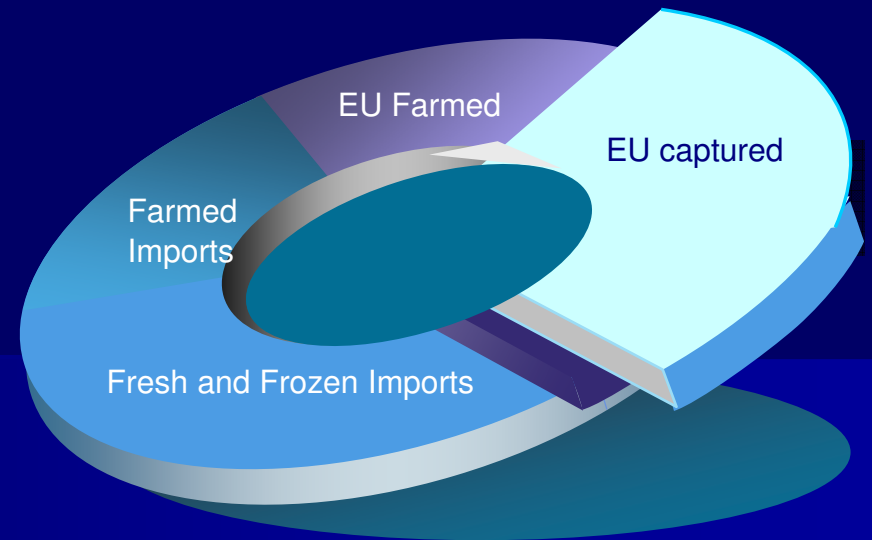 EU Farmed
EU captured
Farmed
Imports
Fresh and Frozen Imports